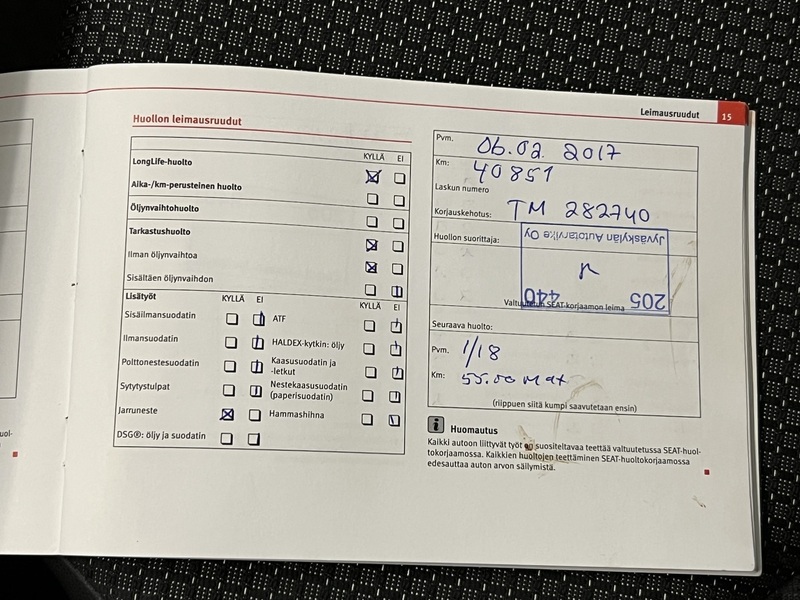 Leimausruudut 15
Huollon leimausruudut
KYLLÄ EI
LongLife-huolto
Aika-/km-perusteinen huolto
Öljynvaihtohuolto
Tarkastushuolto
Ilman öljynvaihtoa
Sisältäen öljynvaihdon
Lisätyöt KYLLÄ EI KYLLÄ EI
Sisäilmansuodatin ATF
Ilmansuodatin HALDEX-kytkin: öljy
Polttonestesuodatin Kaasusuodatin ja
-letkut
Sytytystulpat Nestekaasusuodatin
(paperisuodatin)
Jarruneste Hammashihna
DSG®: öljy ja suodatin
Pvm. 06.02.2017
Km: 40851
Laskun numero
Korjauskehotus: TM 282740
Huollon suorittaja:
Jyväskylän Autotarvike Oy
205 440
Valtuutetun SEAT-korjaamon leima
Seuraava huolto:
Pvm. 1/18
Km:
(riippuen siitä kumpi saavutetaan ensin)
i Huomautus
Kaikki autoon liittyvät työt on suositeltavaa teettää valtuutetussa SEAT-huol-
tokorjaamossa. Kaikkien huoltojen teettäminen SEAT-huoltokorjaamossa
edesauttaa auton arvon säilymistä.